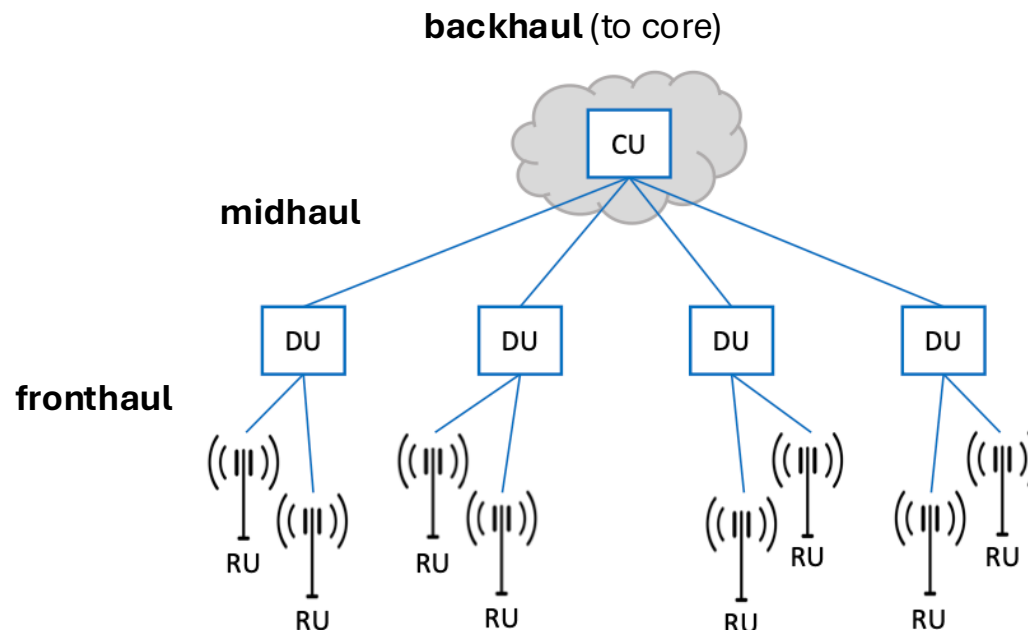 backhaul (to core)
CU
midhaul
DU DU DU DU
fronthaul
RU RU RU RU
RU RU RU RU